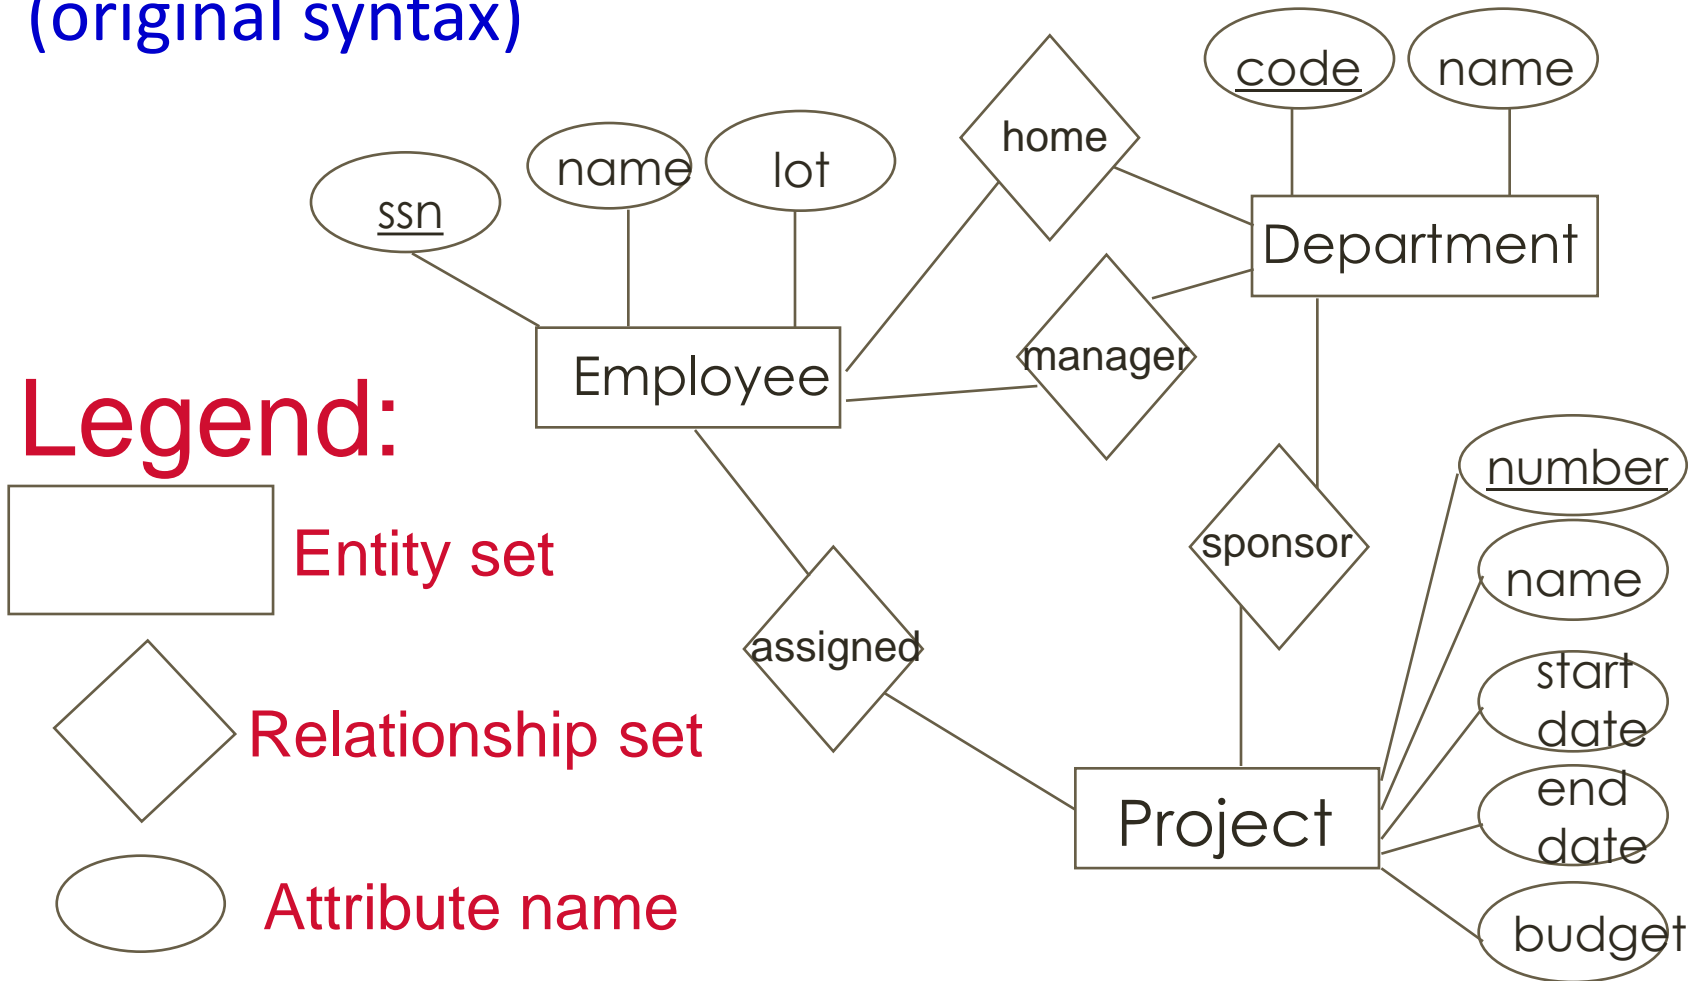 (original syntax)
code
name
home
ssn
name
lot
Department
Employee
manager
Legend:
number
Entity set
sponsor
name
assigned
start
date
Relationship set
Project
end
date
Attribute name
budget